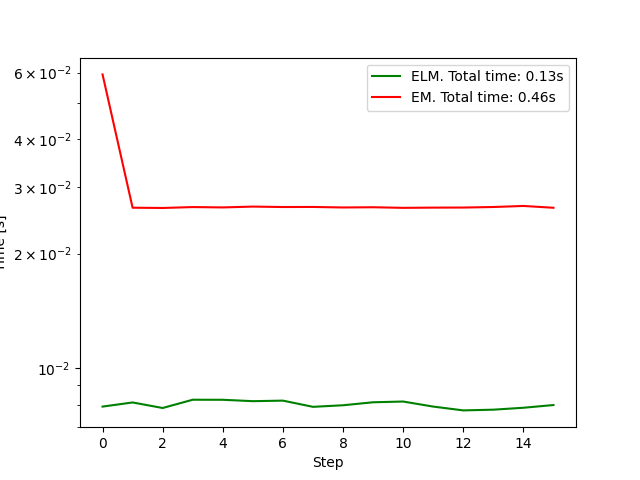 ELM. Total time: 0.13s
EM. Total time: 0.46s
6 × 10⁻²
4 × 10⁻²
3 × 10⁻²
2 × 10⁻²
10⁻²
[s]
0 2 4 6 8 10 12 14
Step